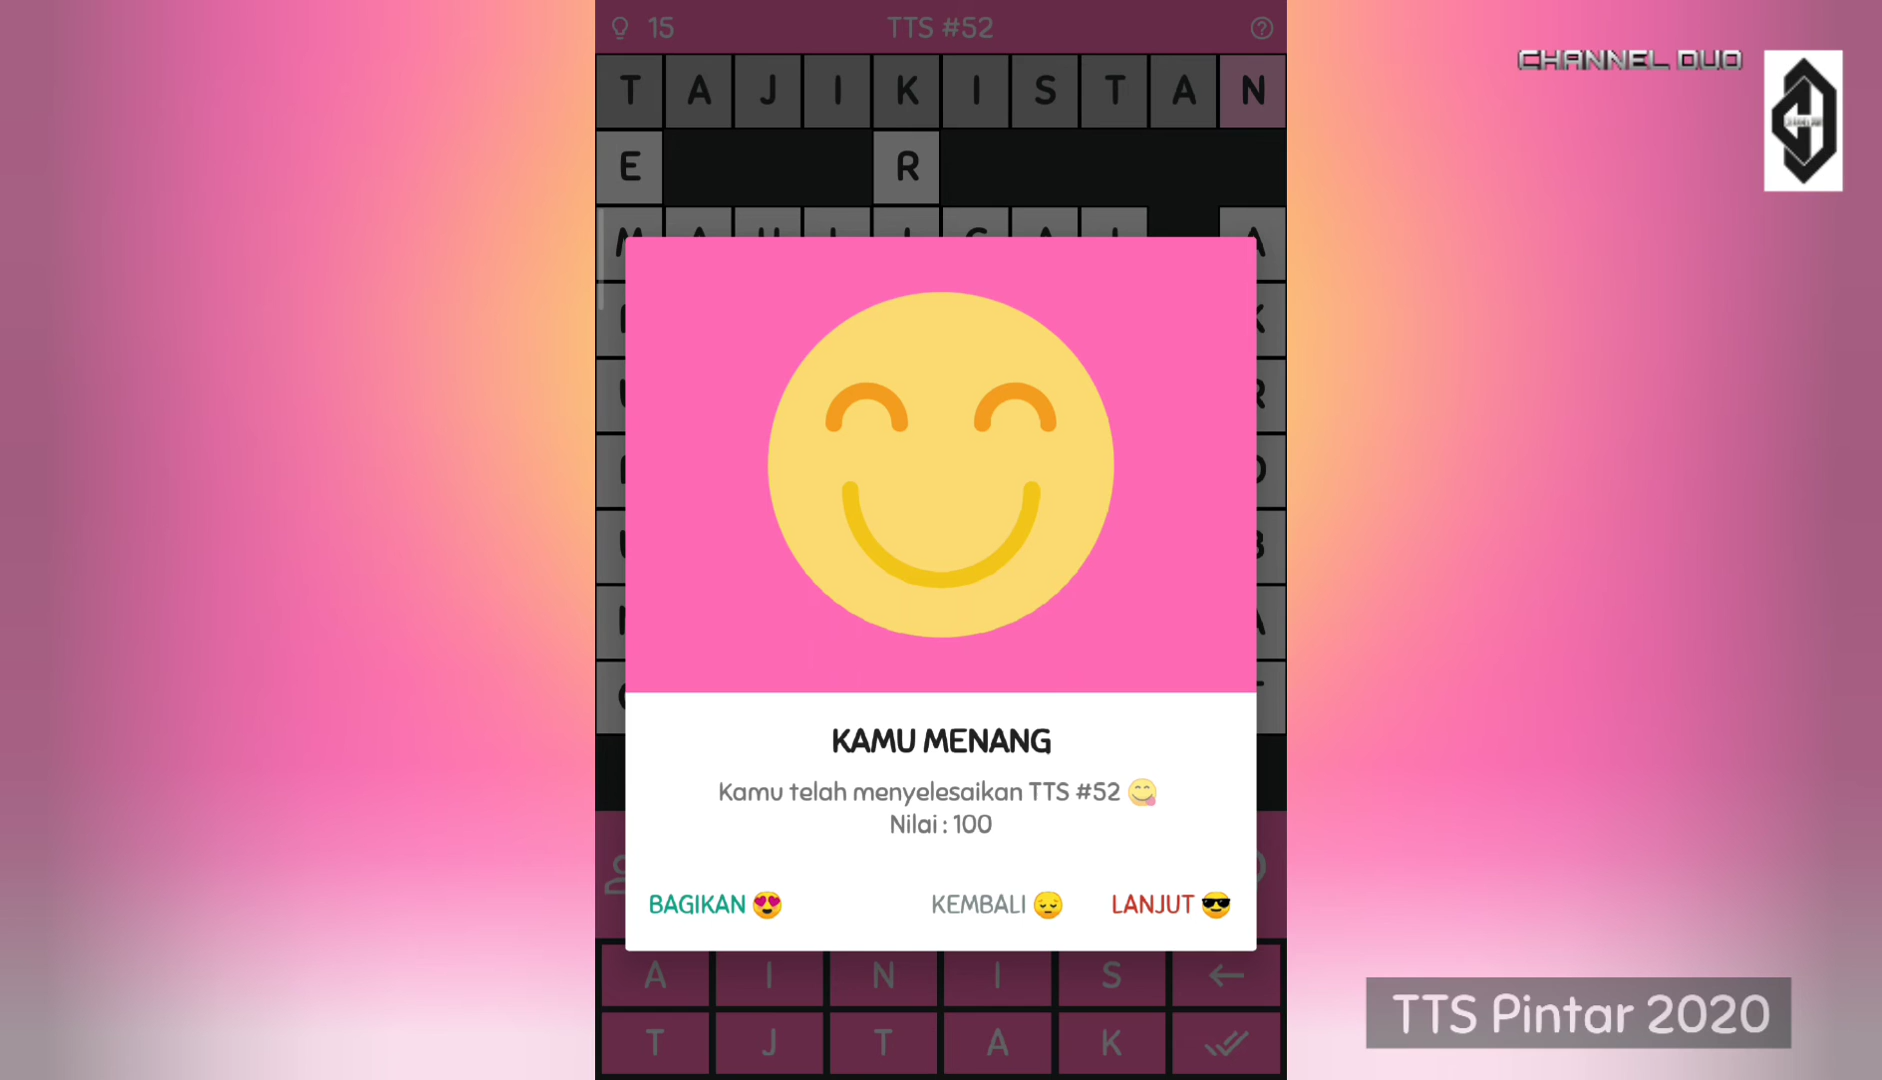 15 TTS #52
CHANNEL DUO
T A J I K I S T A N
E R
KAMU MENANG
Kamu telah menyelesaikan TTS #52 😋
Nilai : 100
BAGIKAN 😍 KEMBALI 😔 LANJUT 😎
A I N I S
T J T A K
TTS Pintar 2020